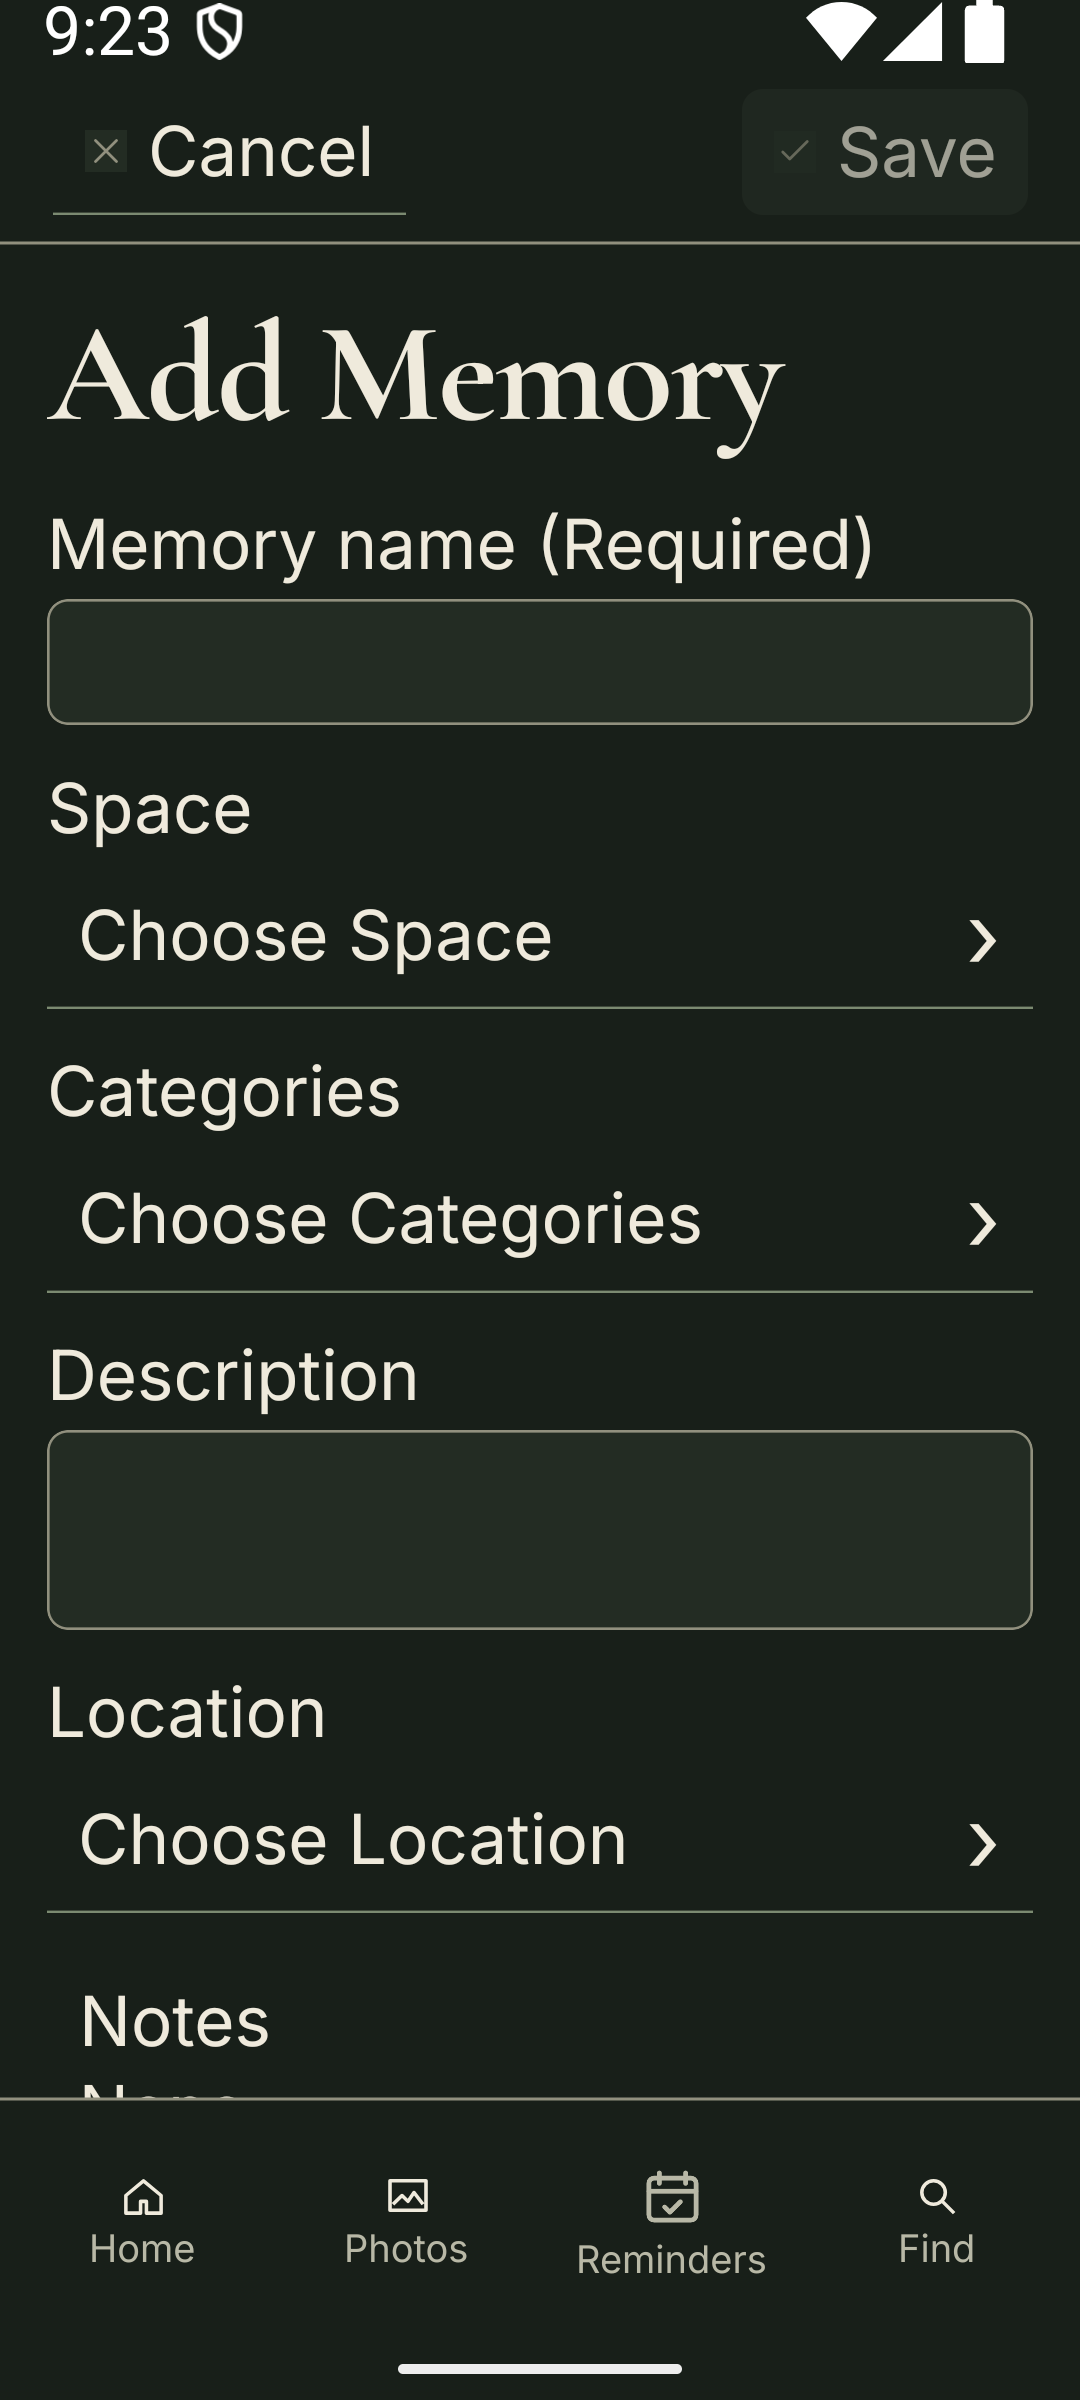 9:23
Cancel
Save
Add Memory
Memory name (Required)
Space
Choose Space
Categories
Choose Categories
Description
Location
Choose Location
Notes
Home
Photos
Reminders
Find